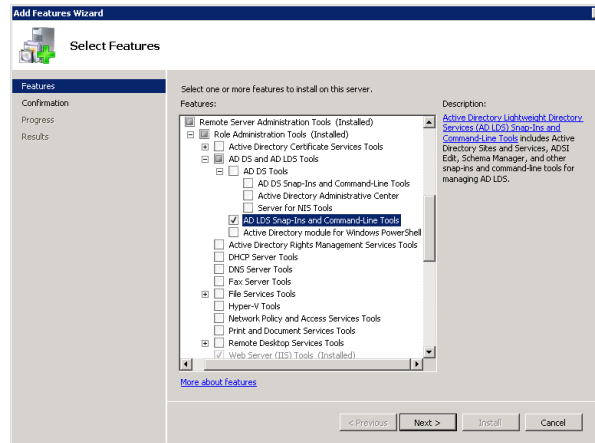 Add Features Wizard
Select Features
Features
Confirmation
Progress
Results
Select one or more features to install on this server.
Features:
Remote Server Administration Tools (Installed)
Role Administration Tools (Installed)
Active Directory Certificate Services Tools
AD DS and AD LDS Tools
AD DS Tools
AD DS Snap-Ins and Command-Line Tools
Active Directory Administrative Center
Server for NIS Tools
AD LDS Snap-Ins and Command-Line Tools
Active Directory module for Windows PowerShell
Active Directory Rights Management Services Tools
DHCP Server Tools
DNS Server Tools
Fax Server Tools
File Services Tools
Hyper-V Tools
Network Policy and Access Services Tools
Print and Document Services Tools
Remote Desktop Services Tools
Web Server (IIS) Tools (Installed)
More about features
Description:
Active Directory Lightweight Directory
Services (AD LDS) Snap-Ins and
Command-Line Tools includes Active
Directory Sites and Services, ADSI
Edit, Schema Manager, and other
snap-ins and command-line tools for
managing AD LDS.
< Previous
Next >
Install
Cancel